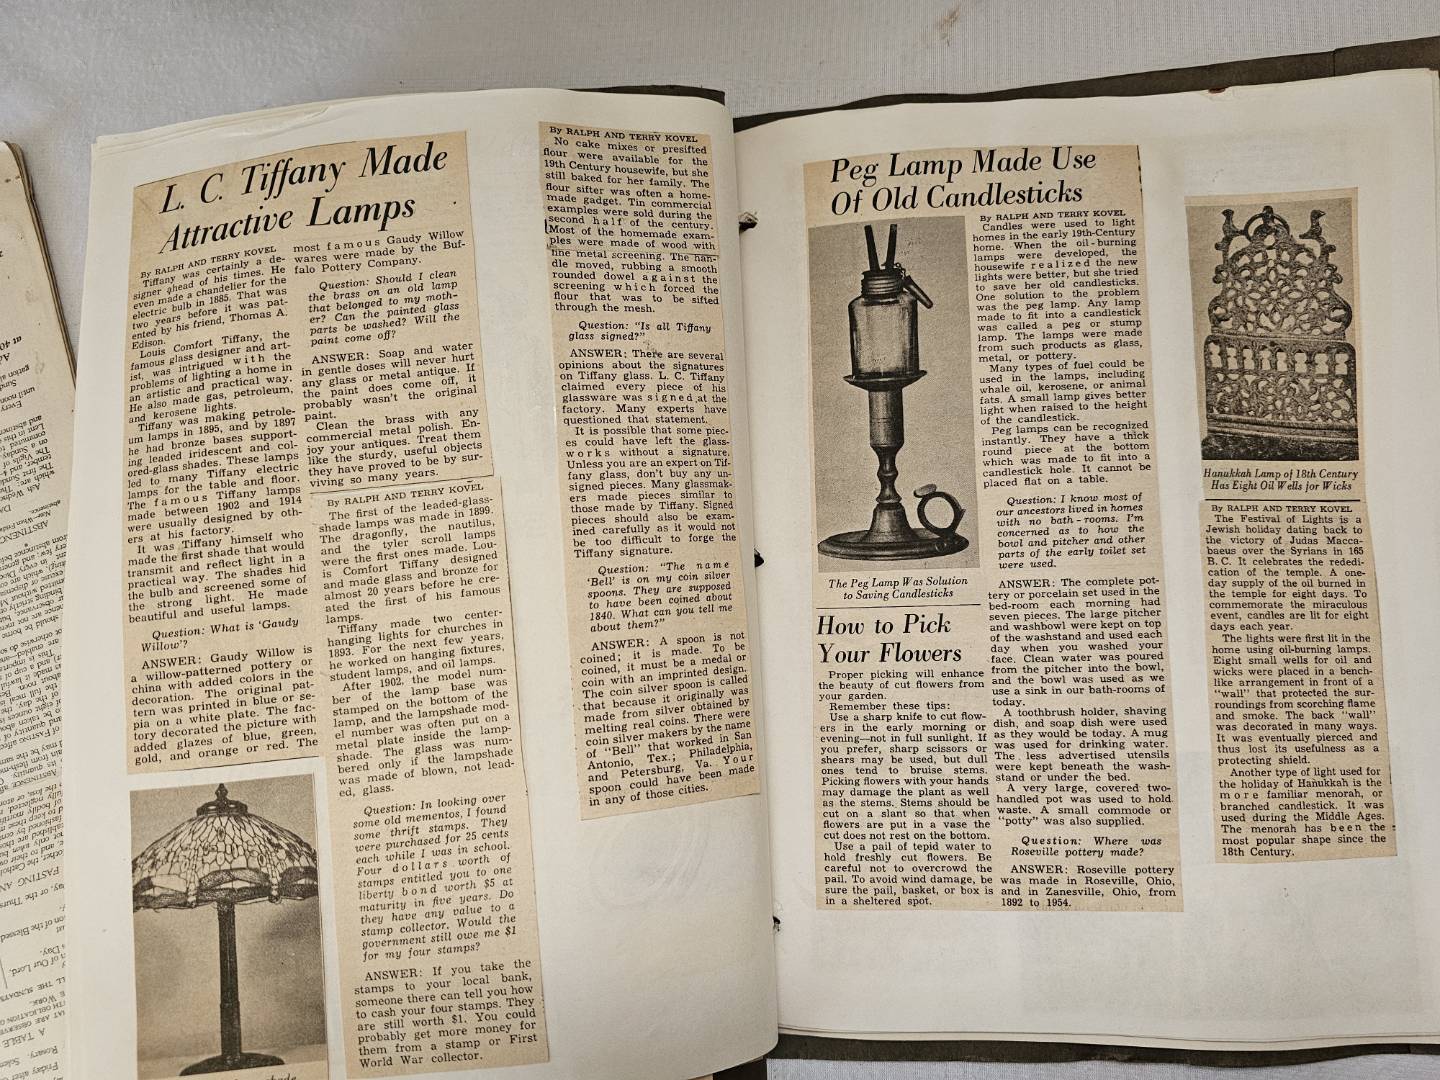 L. C. Tiffany Made
Attractive Lamps
By RALPH AND TERRY KOVEL
Tiffany was certainly a de-
signer ahead of his times. He
even made a chandelier for the
electric bulb in 1885. That was
two years before it was pat-
ented by his friend, Thomas A.
Edison.
Louis Comfort Tiffany, the
famous glass designer and art-
ist, was intrigued with the
problems of lighting a home in
an artistic and practical way.
He also made gas, petroleum,
and kerosene lights.
Tiffany was making petrole-
um lamps in 1895, and by 1897
he had bronze bases support-
ing leaded iridescent and col-
ored-glass shades. These lamps
led to many Tiffany electric
lamps for the table and floor.
The famous Tiffany lamps
made between 1902 and 1914
were usually designed by oth-
ers at his factory.
It was Tiffany himself who
made the first shade that would
transmit and reflect light in a
practical way. The shades hid
the bulb and screened some of
the strong light. He made
beautiful and useful lamps.
Question: What is 'Gaudy
Willow'?
ANSWER: Gaudy Willow is
a willow-patterned pottery or
china with added colors in the
decoration. The original pat-
tern was printed in blue or se-
pia on a white plate. The fac-
tory decorated the picture with
added glazes of blue, green,
gold, and orange or red. The
most famous Gaudy Willow
wares were made by the Buf-
falo Pottery Company.
Question: Should I clean
the brass on an old lamp
that belonged to my moth-
er? Can the painted glass
parts be washed? Will the
paint come off?
ANSWER: Soap and water
in gentle doses will never hurt
any glass or metal antique. If
the paint does come off, it
probably wasn't the original
paint.
Clean the brass with any
commercial metal polish. En-
joy your antiques. Treat them
like the sturdy, useful objects
they have proved to be by sur-
viving so many years.
By RALPH AND TERRY KOVEL
The first of the leaded-glass-
shade lamps was made in 1899.
The dragonfly, the nautilus,
and the tyler scroll lamps
were the first ones made. Lou-
is Comfort Tiffany designed
and made glass and bronze for
almost 20 years before he cre-
ated the first of his famous
lamps.
Tiffany made two center-
hanging lights for churches in
1893. For the next few years,
he worked on hanging fixtures,
student lamps, and oil lamps.
After 1902, the model num-
ber of the lamp base was
stamped on the bottom of the
lamp, and the lampshade mod-
el number was often put on a
metal plate inside the lamp-
shade. The glass was num-
bered only if the lampshade
was made of blown, not lead-
ed, glass.
Question: In looking over
some old mementos, I found
some thrift stamps. They
were purchased for 25 cents
each while I was in school.
Four dollars worth of
stamps entitled you to one
liberty bond worth $5 at
maturity in five years. Do
they have any value to a
stamp collector. Would the
government still owe me $1
for my four stamps?
ANSWER: If you take the
stamps to your local bank,
someone there can tell you how
to cash your four stamps. They
are still worth $1. You could
probably get more money for
them from a stamp or First
World War collector.
By RALPH AND TERRY KOVEL
No cake mixes or presifted
flour were available for the
19th Century housewife, but she
still baked for her family. The
flour sifter was often a home-
made gadget. Tin commercial
examples were sold during the
second half of the century.
Most of the homemade exam-
ples were made of wood with
fine metal screening. The han-
dle moved, rubbing a smooth
rounded dowel against the
screening which forced the
flour that was to be sifted
through the mesh.
Question: "Is all Tiffany
glass signed?"
ANSWER: There are several
opinions about the signatures
on Tiffany glass. L. C. Tiffany
claimed every piece of his
glassware was signed at the
factory. Many experts have
questioned that statement.
It is possible that some piec-
es could have left the glass-
works without a signature.
Unless you are an expert on Tif-
fany glass, don't buy any un-
signed pieces. Many glassmak-
ers made pieces similar to
those made by Tiffany. Signed
pieces should also be exam-
ined carefully as it would not
be too difficult to forge the
Tiffany signature.
Question: "The name
'Bell' is on my coin silver
spoons. They are supposed
to have been coined about
1840. What can you tell me
about them?"
ANSWER: A spoon is not
coined; it is made. To be
coined, it must be a medal or
coin with an imprinted design.
The coin silver spoon is called
that because it originally was
made from silver obtained by
melting real coins. There were
coin silver makers by the name
of "Bell" that worked in San
Antonio, Tex.; Philadelphia,
and Petersburg, Va. Your
spoon could have been made
in any of those cities.
Peg Lamp Made Use
Of Old Candlesticks
The Peg Lamp Was Solution
to Saving Candlesticks
How to Pick
Your Flowers
Proper picking will enhance
the beauty of cut flowers from
your garden.
Remember these tips:
Use a sharp knife to cut flow-
ers in the early morning or
evening—not in full sunlight. If
you prefer, sharp scissors or
shears may be used, but dull
ones tend to bruise stems.
Picking flowers with your hands
may damage the plant as well
as the stems. Stems should be
cut on a slant so that when
flowers are put in a vase the
cut does not rest on the bottom.
Use a pail of tepid water to
hold freshly cut flowers. Be
careful not to overcrowd the
pail. To avoid wind damage, be
sure the pail, basket, or box is
in a sheltered spot.
By RALPH AND TERRY KOVEL
Candles were used to light
homes in the early 19th-Century
home. When the oil-burning
lamps were developed, the
housewife realized the new
lights were better, but she tried
to save her old candlesticks.
One solution to the problem
was the peg lamp. Any lamp
made to fit into a candlestick
was called a peg or stump
lamp. The lamps were made
from such products as glass,
metal, or pottery.
Many types of fuel could be
used in the lamps, including
whale oil, kerosene, or animal
fats. A small lamp gives better
light when raised to the height
of the candlestick.
Peg lamps can be recognized
instantly. They have a thick
round piece at the bottom
which was made to fit into a
candlestick hole. It cannot be
placed flat on a table.
Question: I know most of
our ancestors lived in homes
with no bath-rooms. I'm
concerned as to how the
bowl and pitcher and other
parts of the early toilet set
were used.
ANSWER: The complete pot-
tery or porcelain set used in the
bed-room each morning had
seven pieces. The large pitcher
and washbowl were kept on top
of the washstand and used each
day when you washed your
face. Clean water was poured
from the pitcher into the bowl,
and the bowl was used as we
use a sink in our bath-rooms of
today.
A toothbrush holder, shaving
dish, and soap dish were used
as they would be today. A mug
was used for drinking water.
The less advertised utensils
were kept beneath the wash-
stand or under the bed.
A very large, covered two-
handled pot was used to hold
waste. A small commode or
"potty" was also supplied.
Question: Where was
Roseville pottery made?
ANSWER: Roseville pottery
was made in Roseville, Ohio,
and in Zanesville, Ohio, from
1892 to 1954.
Hanukkah Lamp of 18th Century
Has Eight Oil Wells for Wicks
By RALPH AND TERRY KOVEL
The Festival of Lights is a
Jewish holiday dating back to
the victory of Judas Macca-
baeus over the Syrians in 165
B. C. It celebrates the rededi-
cation of the temple. A one-
day supply of the oil burned in
the temple for eight days. To
commemorate the miraculous
event, candles are lit for eight
days each year.
The lights were first lit in the
home using oil-burning lamps.
Eight small wells for oil and
wicks were placed in a bench-
like arrangement in front of a
"wall" that protected the sur-
roundings from scorching flame
and smoke. The back "wall"
was decorated in many ways.
It was eventually pierced and
thus lost its usefulness as a
protecting shield.
Another type of light used for
the holiday of Hanukkah is the
more familiar menorah, or
branched candlestick. It was
used during the Middle Ages.
The menorah has been the
most popular shape since the
18th Century.